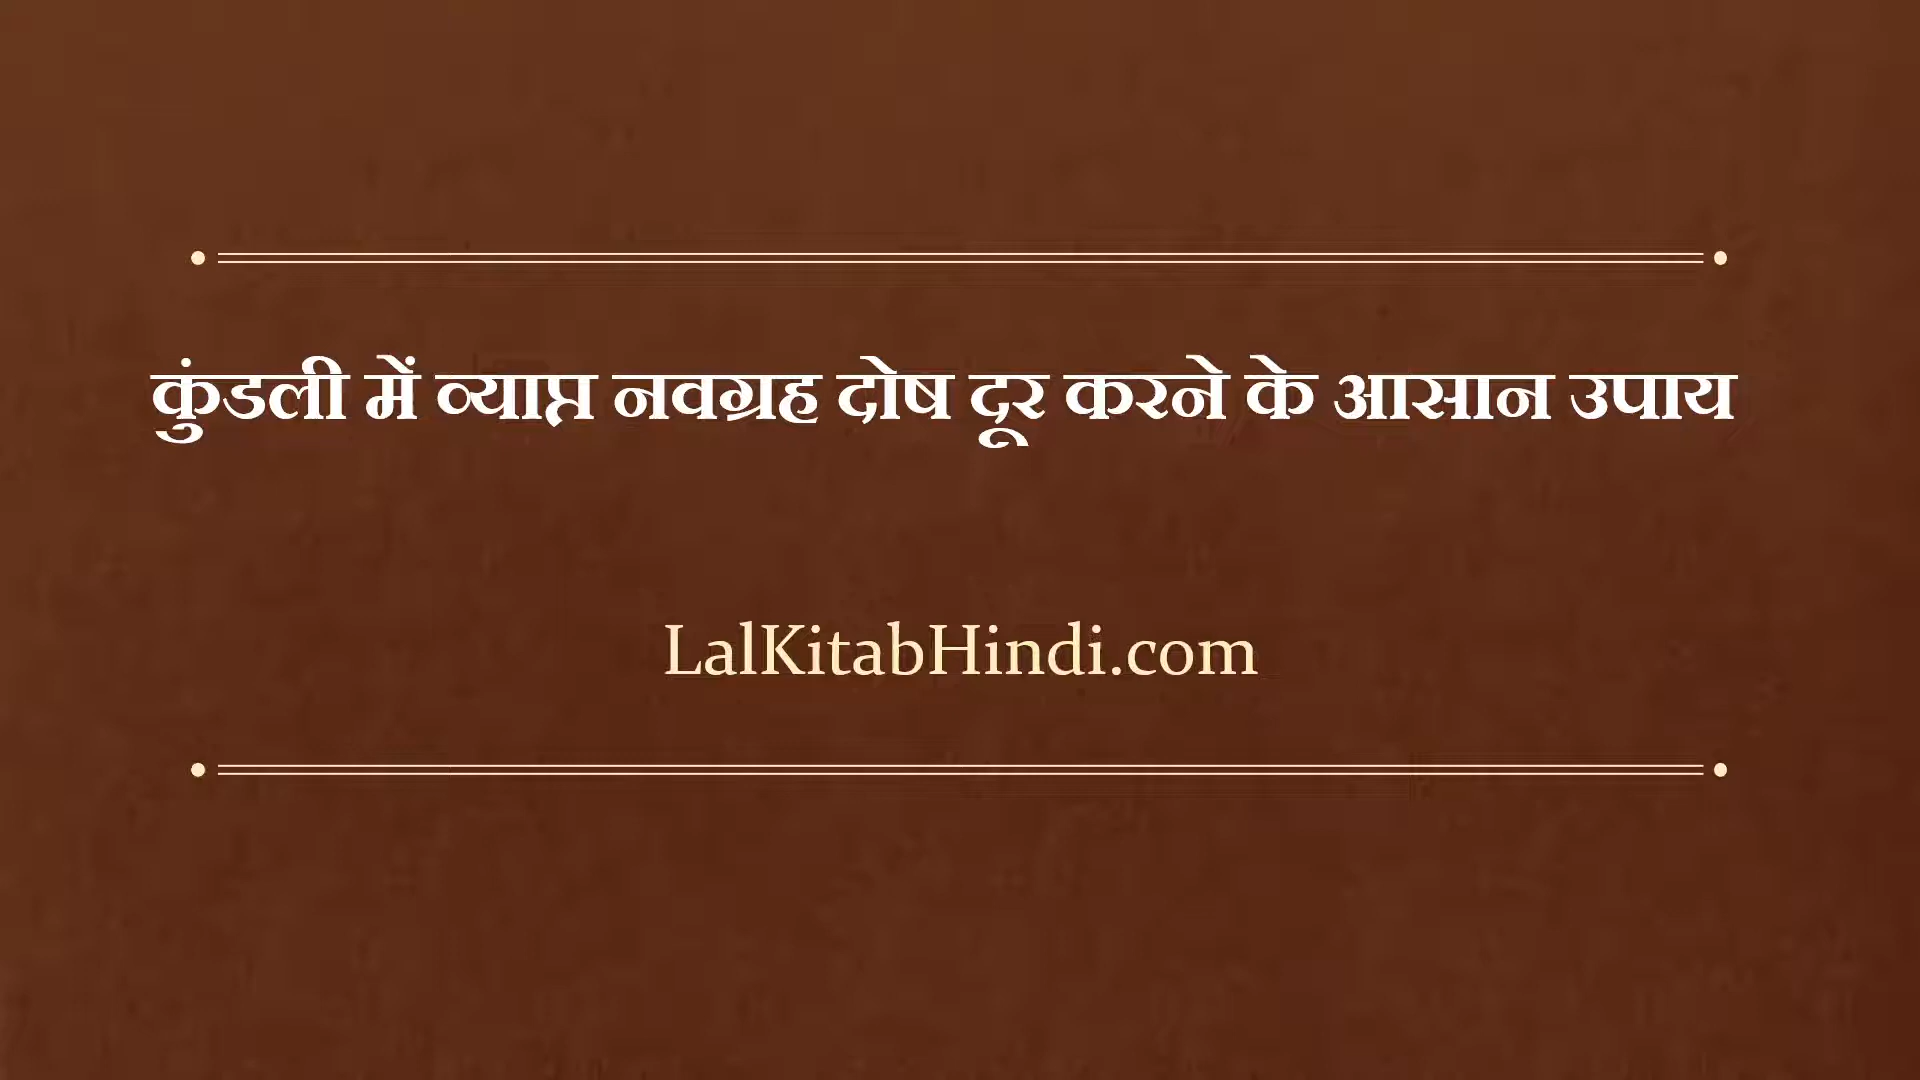 कुंडली में व्याप्त नवग्रह दोष दूर करने के आसान उपाय
LalKitabHindi.com